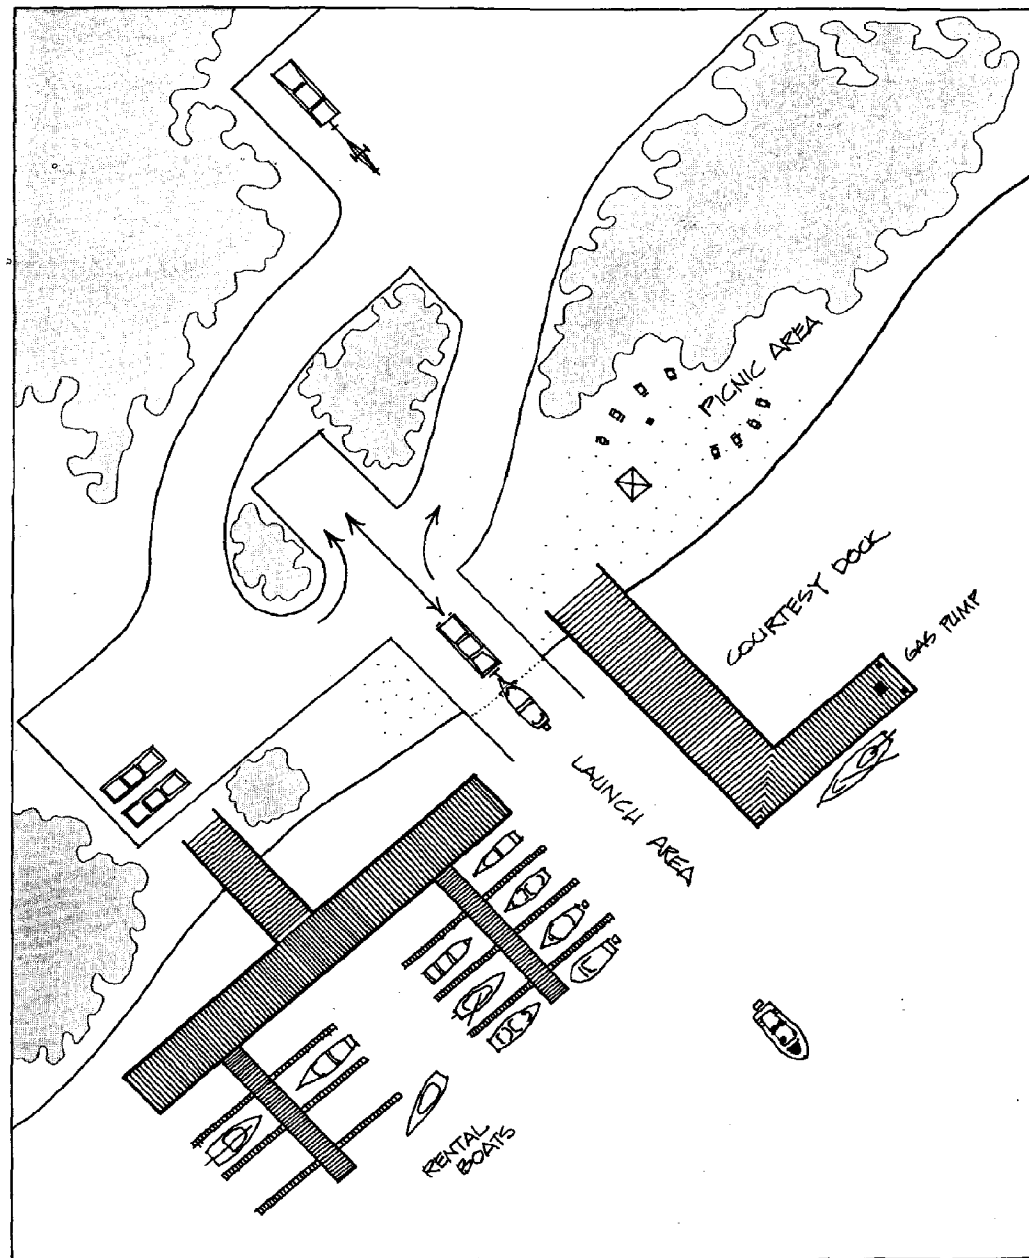 PICNIC AREA
COURTESY DOCK
GAS PUMP
LAUNCH AREA
RENTAL
BOATS